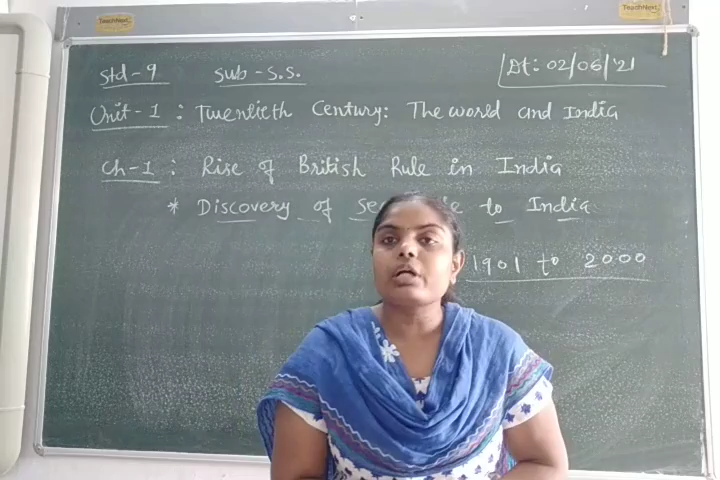 TeachNext
TeachNext
Std-9 Sub-S.S. Dt: 02/06/'21
Unit-1 : Twentieth Century: The world and India
Ch-1 : Rise of British Rule in India
* Discovery of to India
1901 to 2000